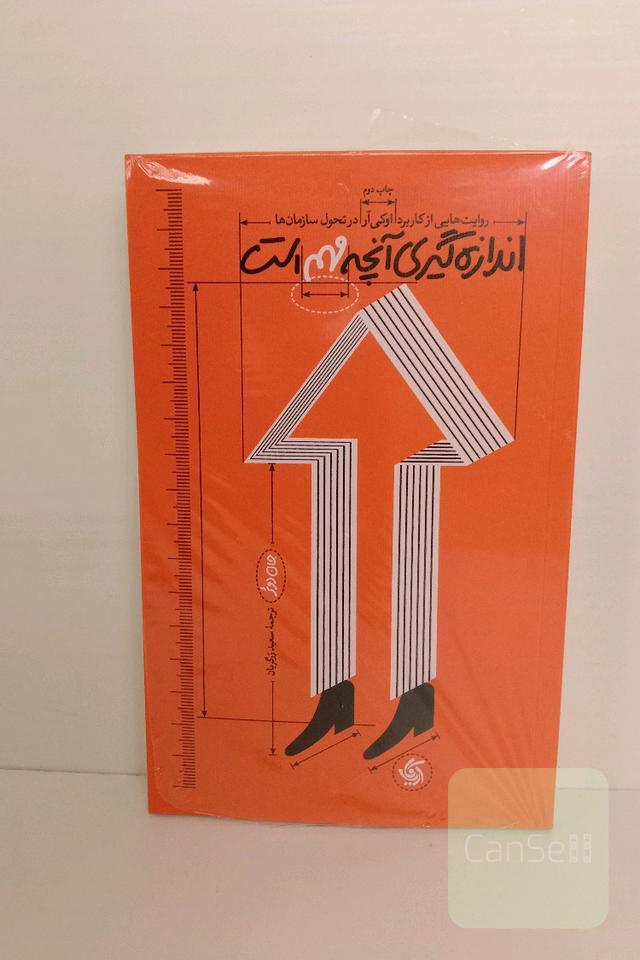 چاپ دوم
روایت‌هایی از کاربرد اوکی‌آر در تحول سازمان‌ها
اندازه‌گیری آنچه مهم است
جان دوئر
ترجمهٔ سعید زرگریان
CanSell